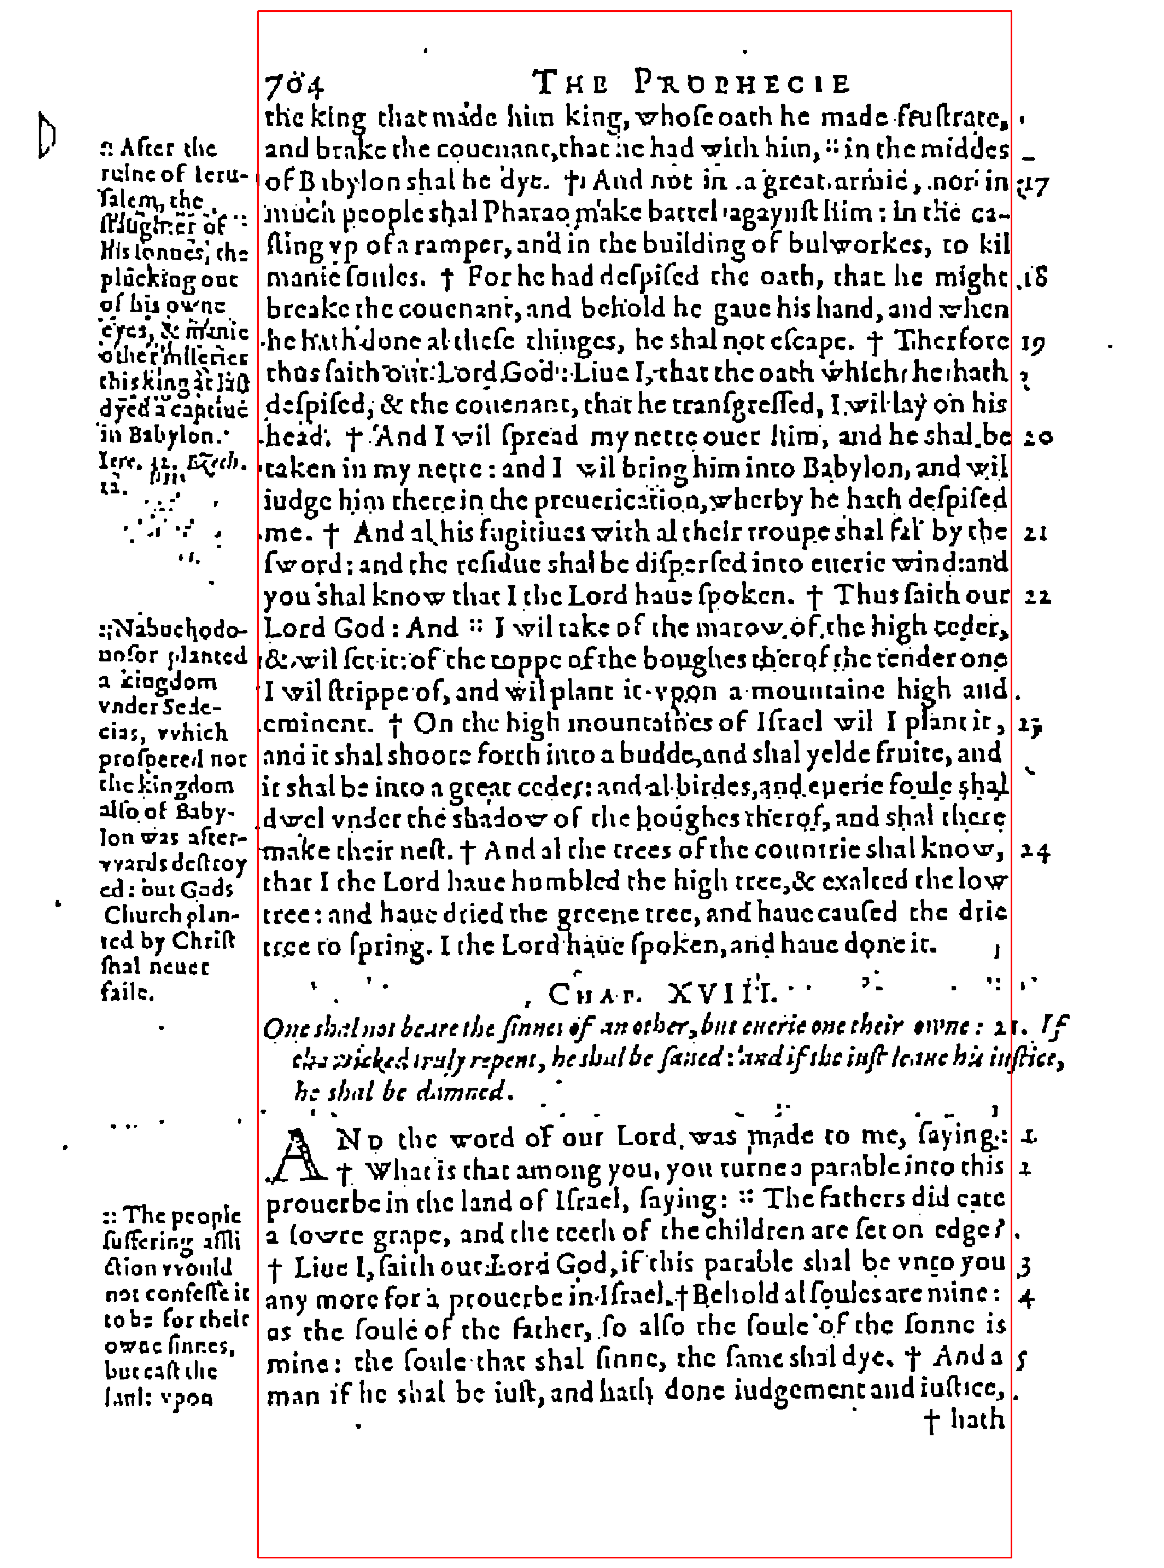 704 THE PROPHECIE
the king that made him king, whose oath he made frustrate,
and brake the couenant, that he had with him, :: in the middes
of Babylon shal he dye. † And not in a great armie, nor in 17
much people shal Pharao make battel agaynst him: in the ca-
sting vp of a ramper, and in the building of bulworkes, to kil
manie soules. † For he had despised the oath, that he might 18
breake the couenant, and behold he gaue his hand, and when
he hath done al these thinges, he shal not escape. † Therfore 19
thus saith our Lord God: Liue I, that the oath which he hath
despised, & the couenant, that he transgressed, I wil lay on his
head. † And I wil spread my nette ouer him, and he shal be 20
taken in my nette: and I wil bring him into Babylon, and wil
iudge him there in the preuerication, wherby he hath despised
me. † And al his fugitiues with al their troupe shal fal by the 21
sword: and the residue shal be dispersed into euerie wind: and
you shal know that I the Lord haue spoken. † Thus saith our 22
Lord God: And :: I wil take of the marow of the high ceder,
& wil set it: of the toppe of the boughes therof the tender one
I wil strippe of, and wil plant it vpon a mountaine high and
eminent. † On the high mountaines of Israel wil I plant it, 23
and it shal shoote forth into a budde, and shal yelde fruite, and
it shal be into a great ceder: and al birdes, and euerie foule shal
dwel vnder the shadow of the boughes therof, and shal there
make their nest. † And al the trees of the countrie shal know, 24
that I the Lord haue humbled the high tree, & exalted the low
tree: and haue dried the greene tree, and haue caused the drie
tree to spring. I the Lord haue spoken, and haue done it.
CHAP. XVIII.
One shal not beare the sinnes of an other, but euerie one their owne: 21. If
the wicked truly repent, he shal be saued: and if the iust leaue his iustice,
he shal be damned.
AND the word of our Lord was made to me, saying: 1
† What is that among you, you turne a parable into this 2
prouerbe in the land of Israel, saying: :: The fathers did eate
a sowre grape, and the teeth of the children are set on edge?
† Liue I, saith our Lord God, if this parable shal be vnto you 3
any more for a prouerbe in Israel. † Behold al soules are mine: 4
as the soule of the father, so also the soule of the sonne is
mine: the soule that shal sinne, the same shal dye. † And a 5
man if he shal be iust, and hath done iudgement and iustice,
† hath
:: After the
ruine of Ieru-
salem, the
slaughter of
his sonnes, the
plucking out
of his owne
eyes, & manie
other miseries
this king at last
dyed a captiue
in Babylon.
Iere. 52. Ezech.
12.
:: Nabuchodo-
nosor planted
a kingdom
vnder Sede-
cias, vvhich
prospered not
the kingdom
also of Baby-
lon was after-
vvards destroy
ed: but Gods
Church plan-
ted by Christ
shal neuer
faile.
:: The people
suffering affli
ction vvould
not confesse it
to be for their
owne sinnes,
but cast the
fault vpon